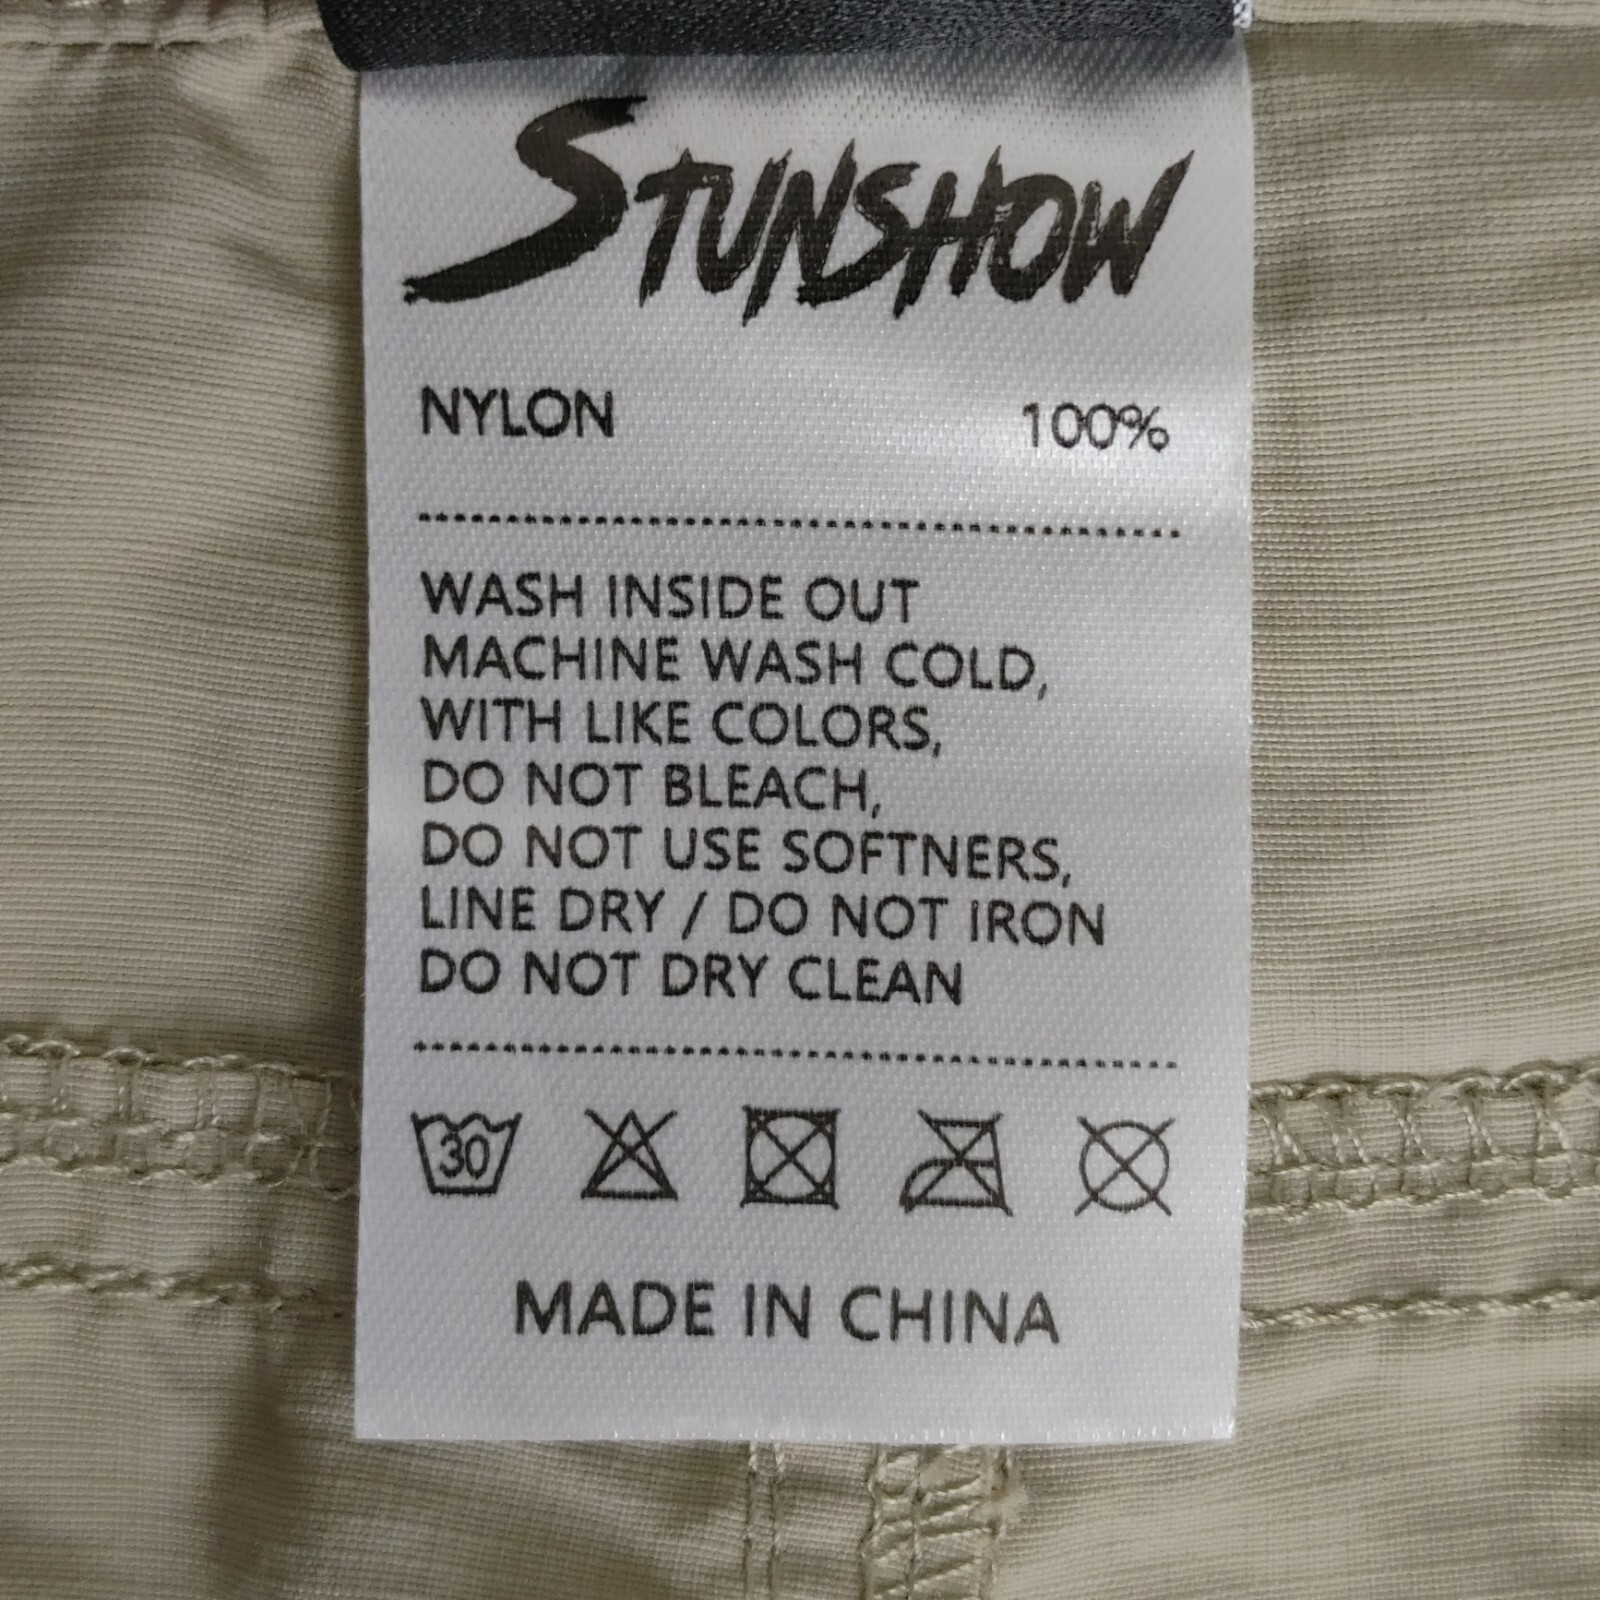 STUNSHOW
NYLON 100%
WASH INSIDE OUT
MACHINE WASH COLD,
WITH LIKE COLORS,
DO NOT BLEACH,
DO NOT USE SOFTNERS,
LINE DRY / DO NOT IRON
DO NOT DRY CLEAN
30
MADE IN CHINA